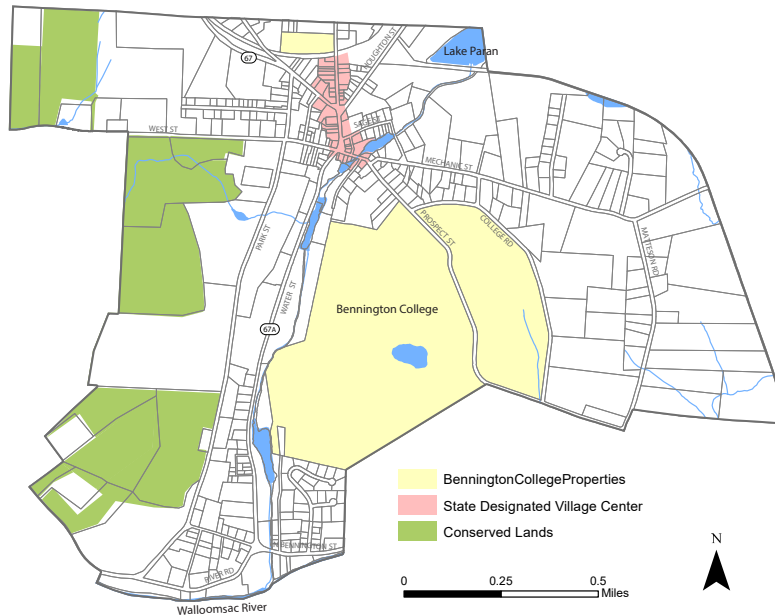 Lake Paran
67
HOUGHTON ST
SAGE ST
WEST ST
MECHANIC ST
PARK ST
PROSPECT ST
COLLEGE RD
MATTESON RD
WATER ST
Bennington College
67A
BenningtonCollegeProperties
State Designated Village Center
Conserved Lands
N BENNINGTON ST
RIVER RD
Walloomsac River
N
0 0.25 0.5
Miles